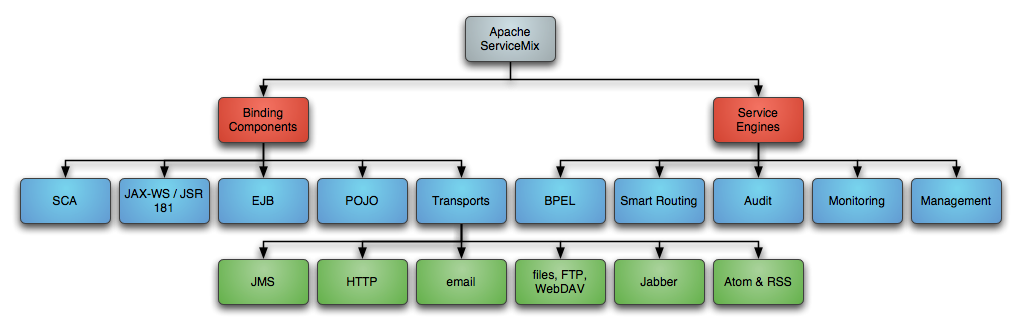 Apache
ServiceMix
Binding
Components
Service
Engines
SCA
JAX-WS / JSR
181
EJB
POJO
Transports
BPEL
Smart Routing
Audit
Monitoring
Management
JMS
HTTP
email
files, FTP,
WebDAV
Jabber
Atom & RSS